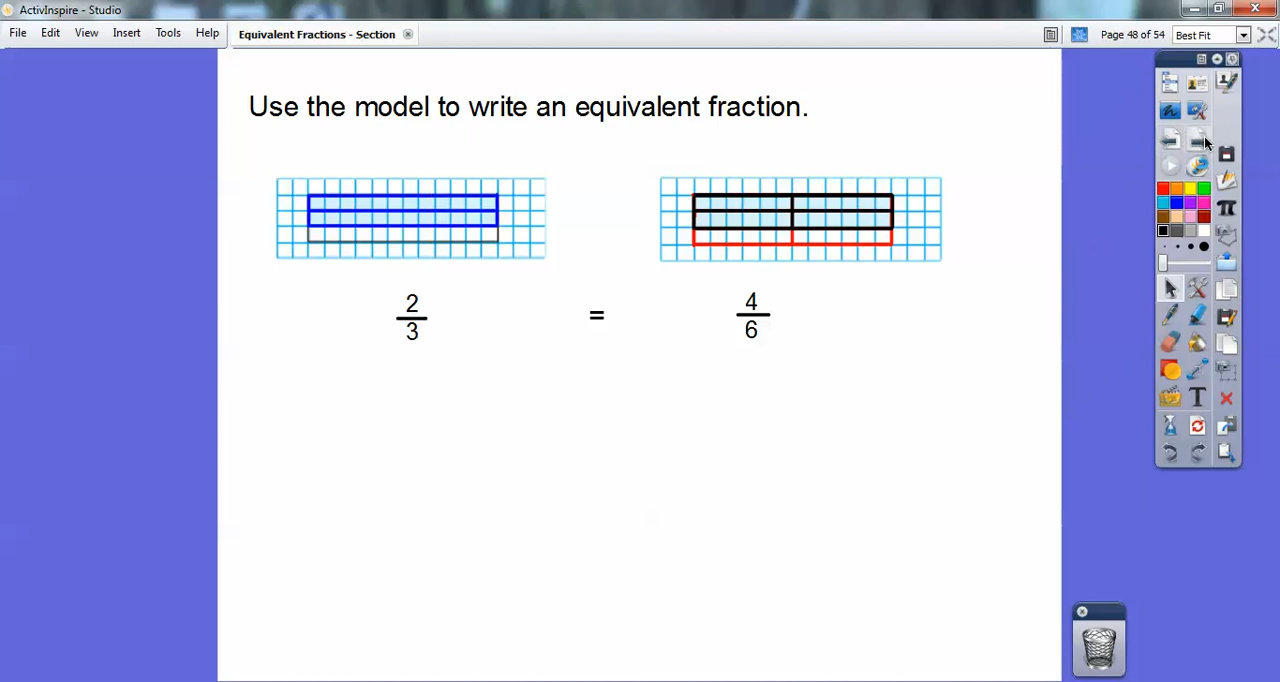 ActivInspire - Studio
File Edit View Insert Tools Help
Equivalent Fractions - Section
Page 48 of 54
Best Fit
Use the model to write an equivalent fraction.
2
3
=
4
6